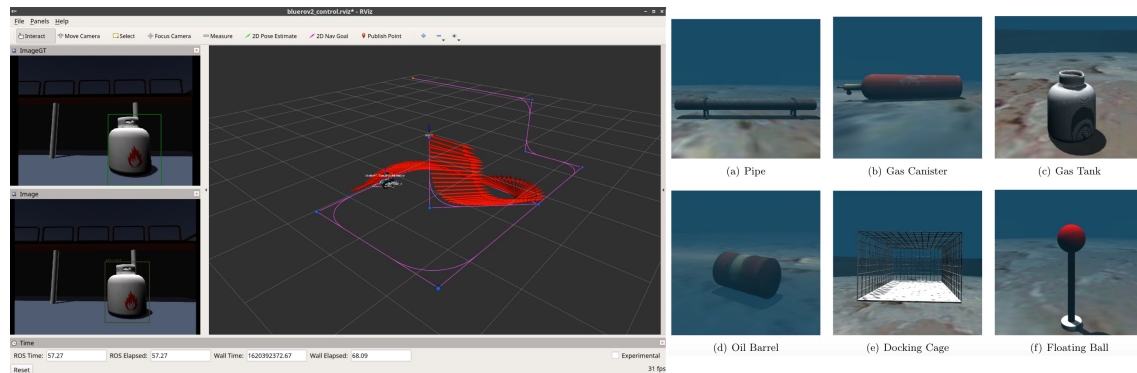 bluerov2_control.rviz* - RViz
File Panels Help
Interact Move Camera Select Focus Camera Measure 2D Pose Estimate 2D Nav Goal Publish Point
ImageGT
Image
Time
ROS Time: 57.27 ROS Elapsed: 57.27 Wall Time: 1620392372.67 Wall Elapsed: 68.09 Experimental
Reset 31 fps
(a) Pipe (b) Gas Canister (c) Gas Tank
(d) Oil Barrel (e) Docking Cage (f) Floating Ball